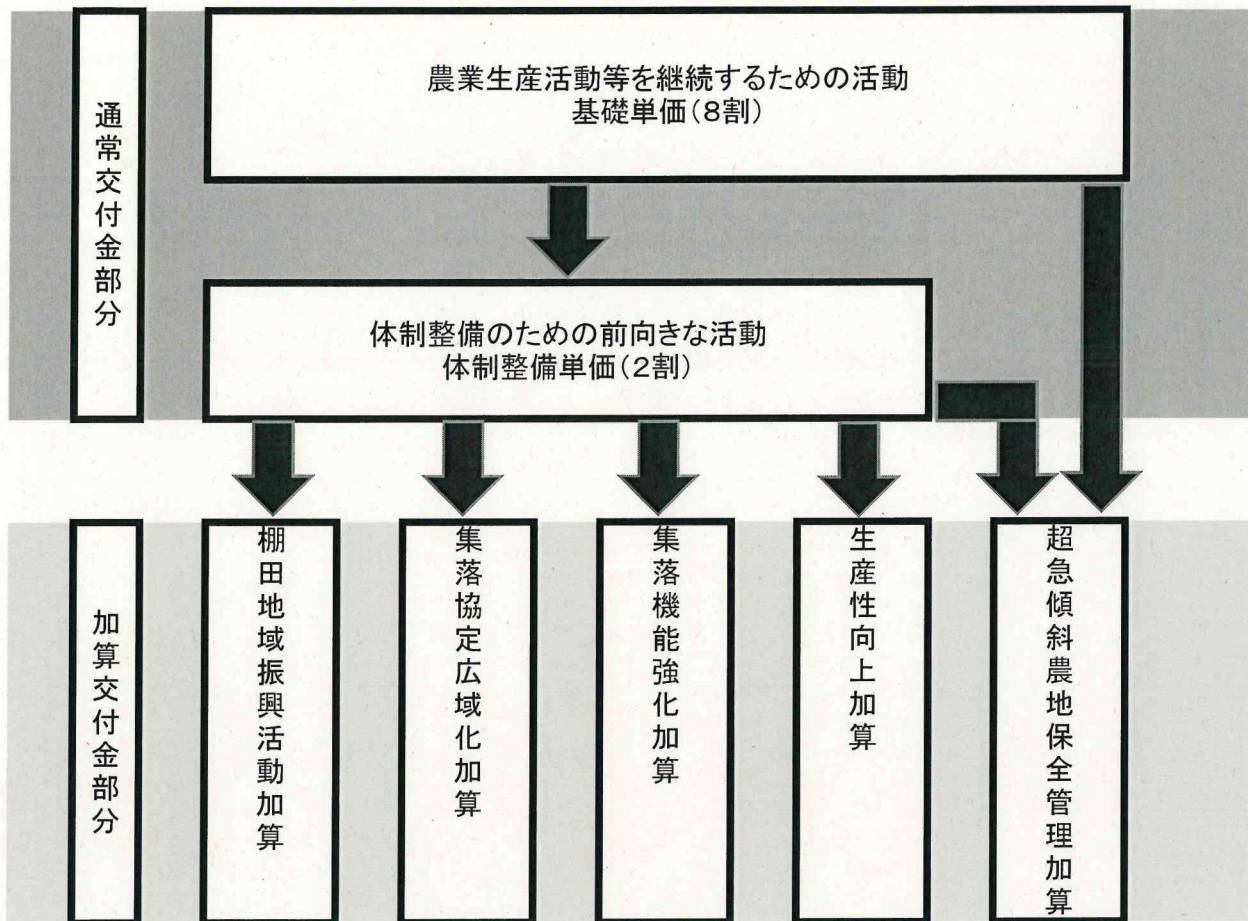 通常交付金部分
農業生産活動等を継続するための活動
基礎単価(8割)
体制整備のための前向きな活動
体制整備単価(2割)
加算交付金部分
棚田地域振興活動加算
集落協定広域化加算
集落機能強化加算
生産性向上加算
超急傾斜農地保全管理加算